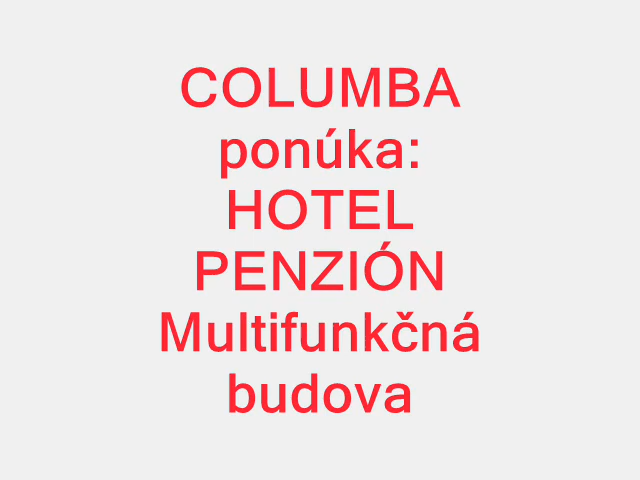 COLUMBA
ponúka:
HOTEL
PENZIÓN
Multifunkčná
budova